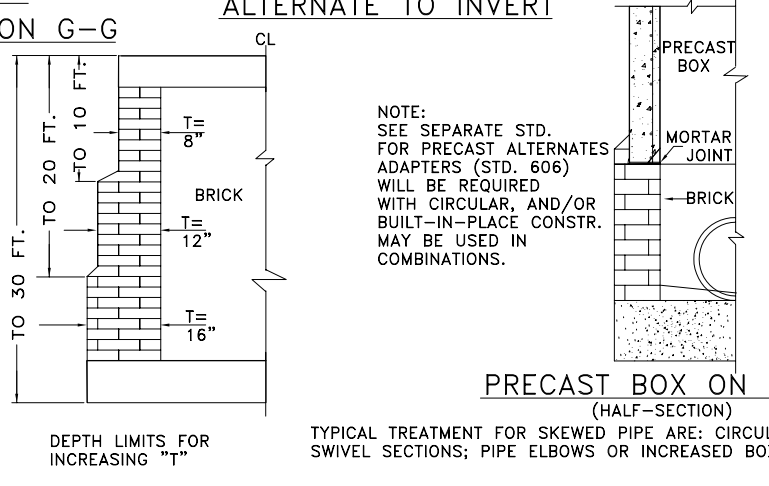 ALTERNATE TO INVERT
ON G-G
CL
TO 10 FT.
TO 20 FT.
TO 30 FT.
T=
8"
BRICK
T=
12"
T=
16"
DEPTH LIMITS FOR
INCREASING "T"
NOTE:
SEE SEPARATE STD.
FOR PRECAST ALTERNATES
ADAPTERS (STD. 606)
WILL BE REQUIRED
WITH CIRCULAR, AND/OR
BUILT-IN-PLACE CONSTR.
MAY BE USED IN
COMBINATIONS.
PRECAST
BOX
MORTAR
JOINT
BRICK
PRECAST BOX ON
(HALF-SECTION)
TYPICAL TREATMENT FOR SKEWED PIPE ARE: CIRCUL
SWIVEL SECTIONS; PIPE ELBOWS OR INCREASED BO